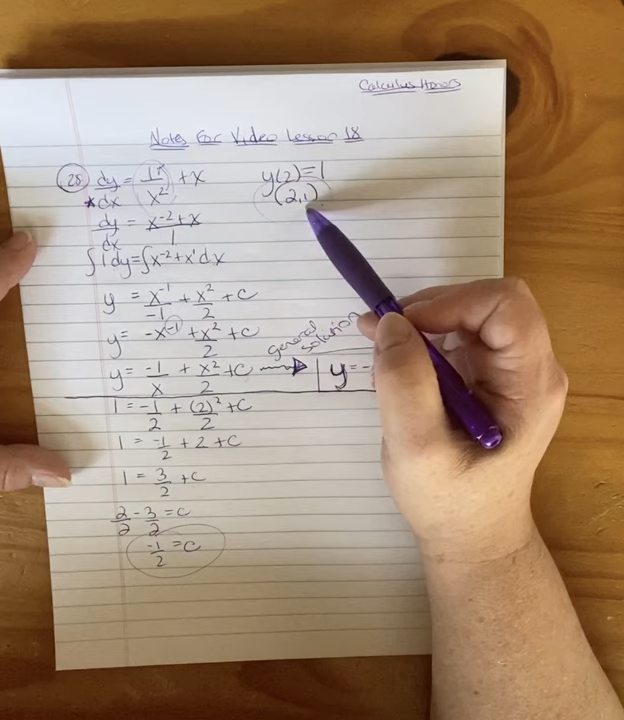 Calculus Honors
Notes For Video Lesson 18
28 dy/dx = 1/x² + x    y(2)=1
*    (2,1)
dy/dx = x⁻²+x/1
∫1dy=∫x⁻²+x¹dx
y = x⁻¹/-1 + x²/2 + c
y= -x⁻¹ + x²/2 + c
y = -1/x + x²/2 + c → y=-
general solution
1 = -1/2 + (2)²/2 + c
1 = -1/2 + 2 + c
1 = 3/2 + c
2/2 - 3/2 = c
-1/2 = c